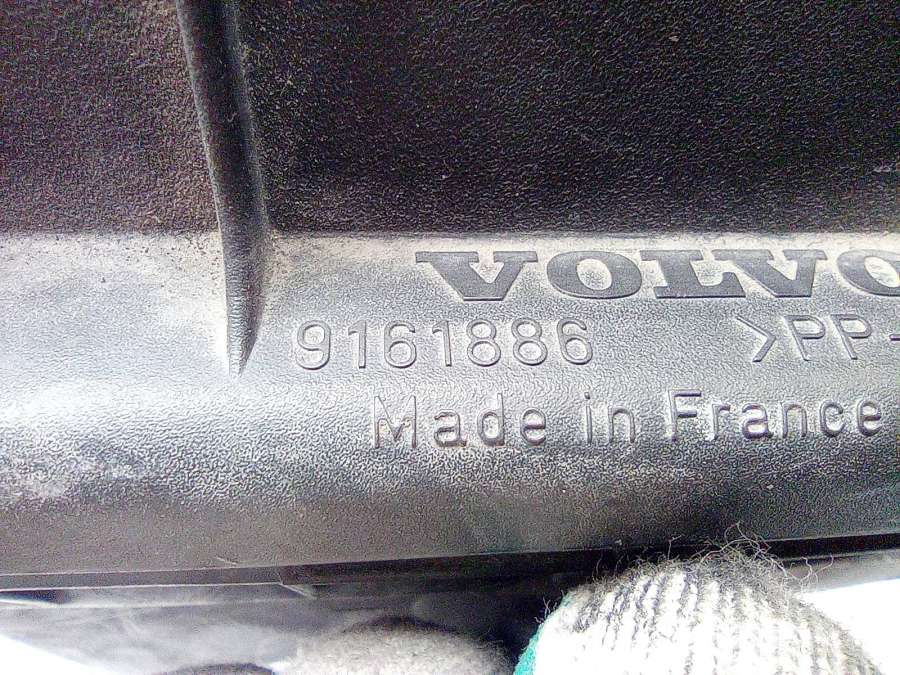 VOLVO
9161886 >PP-
Made in France